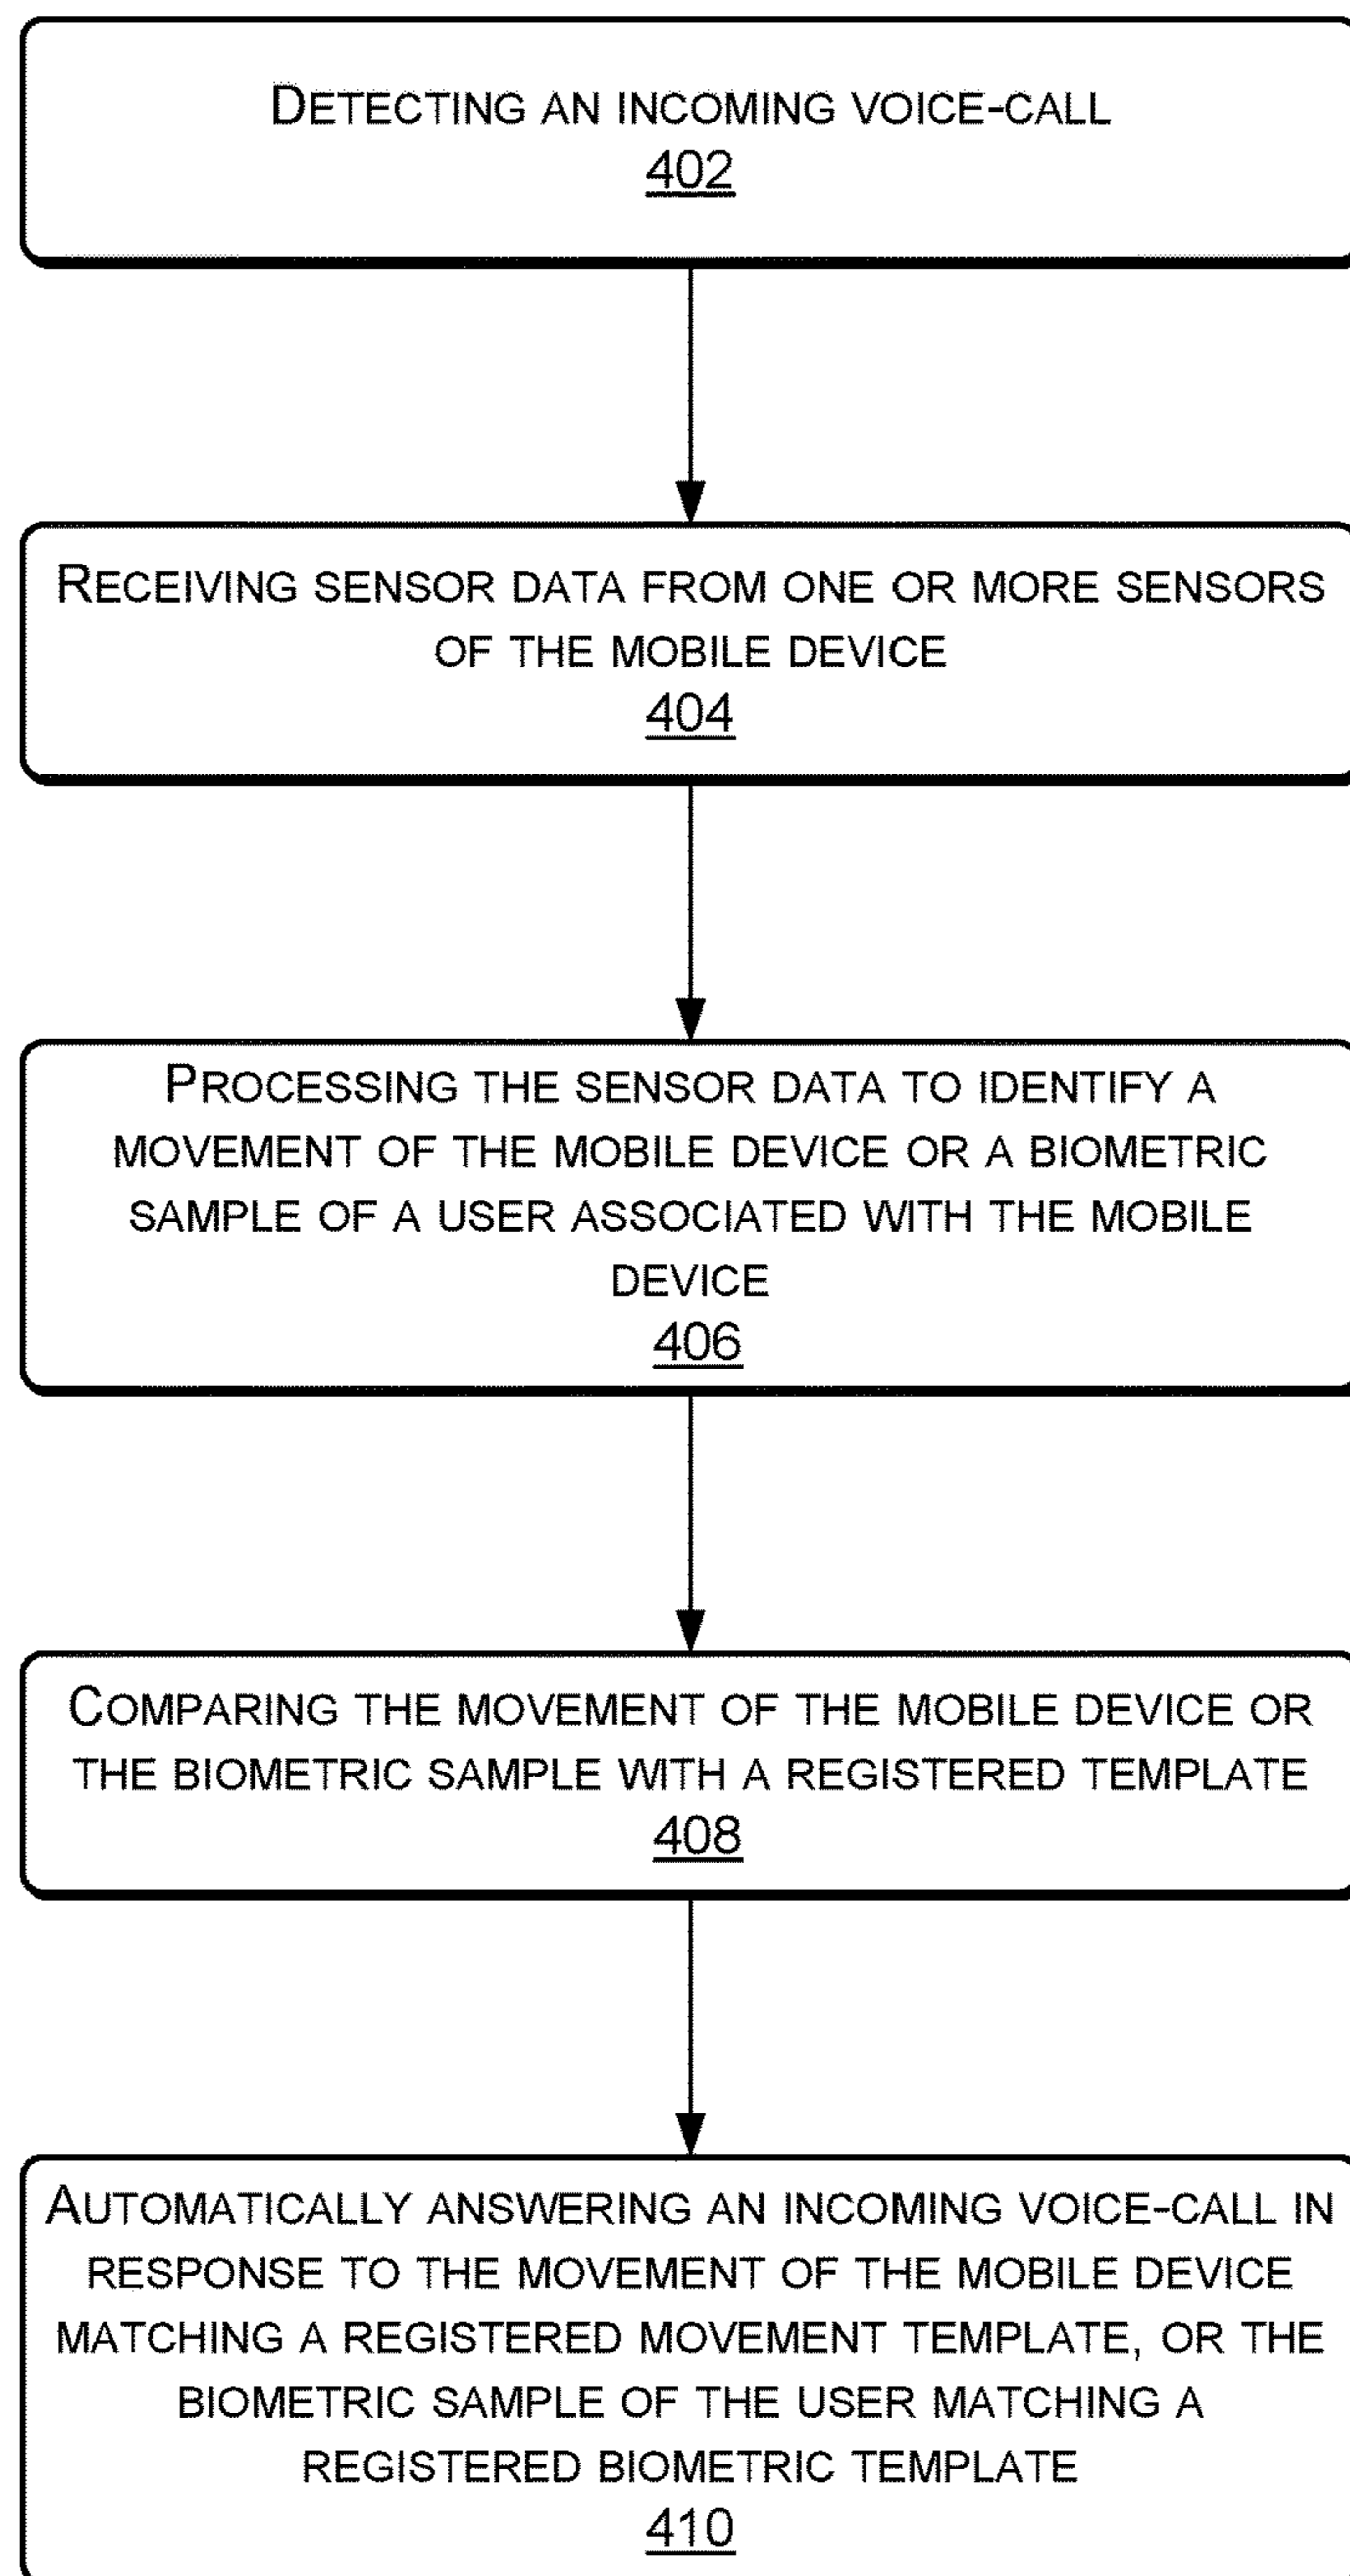 DETECTING AN INCOMING VOICE-CALL
402
RECEIVING SENSOR DATA FROM ONE OR MORE SENSORS
OF THE MOBILE DEVICE
404
PROCESSING THE SENSOR DATA TO IDENTIFY A
MOVEMENT OF THE MOBILE DEVICE OR A BIOMETRIC
SAMPLE OF A USER ASSOCIATED WITH THE MOBILE
DEVICE
406
COMPARING THE MOVEMENT OF THE MOBILE DEVICE OR
THE BIOMETRIC SAMPLE WITH A REGISTERED TEMPLATE
408
AUTOMATICALLY ANSWERING AN INCOMING VOICE-CALL IN
RESPONSE TO THE MOVEMENT OF THE MOBILE DEVICE
MATCHING A REGISTERED MOVEMENT TEMPLATE, OR THE
BIOMETRIC SAMPLE OF THE USER MATCHING A
REGISTERED BIOMETRIC TEMPLATE
410